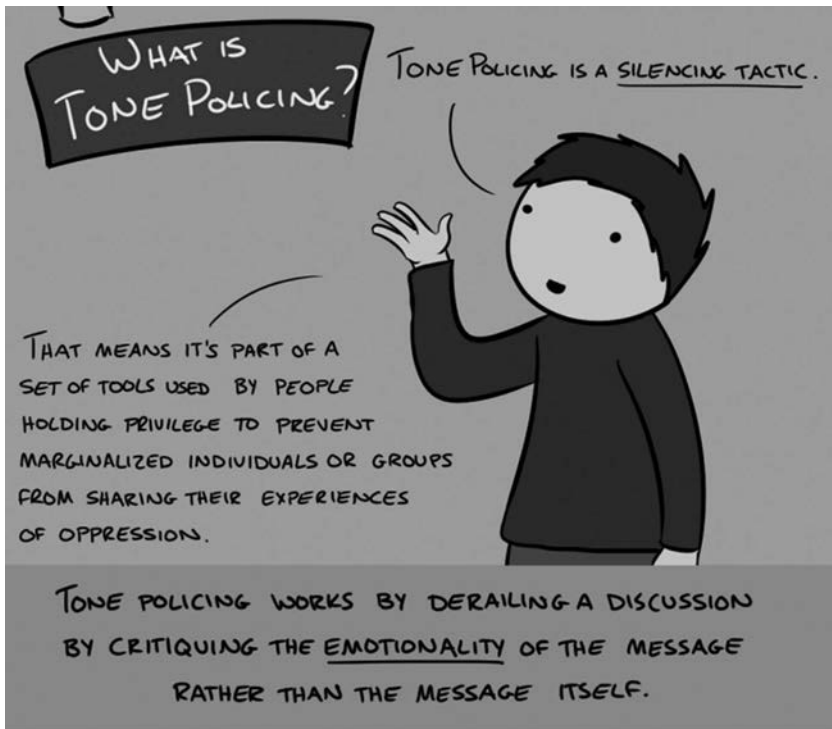 WHAT IS
TONE POLICING?
TONE POLICING IS A SILENCING TACTIC.
THAT MEANS IT'S PART OF A
SET OF TOOLS USED BY PEOPLE
HOLDING PRIVILEGE TO PREVENT
MARGINALIZED INDIVIDUALS OR GROUPS
FROM SHARING THEIR EXPERIENCES
OF OPPRESSION.
TONE POLICING WORKS BY DERAILING A DISCUSSION
BY CRITIQUING THE EMOTIONALITY OF THE MESSAGE
RATHER THAN THE MESSAGE ITSELF.